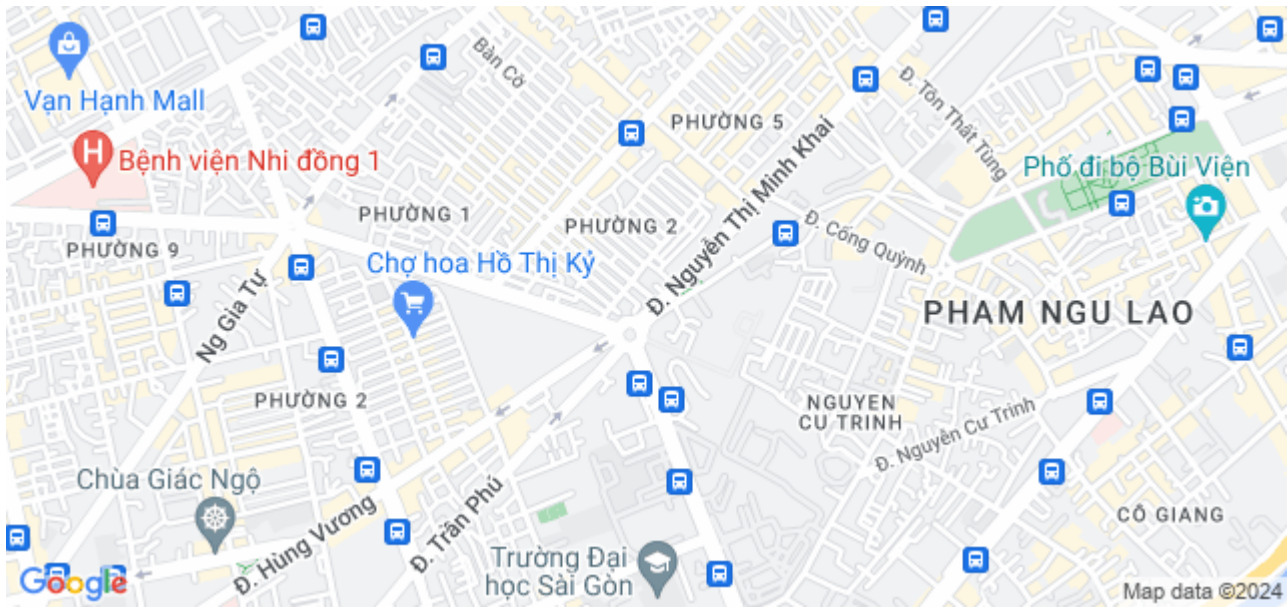 Vạn Hạnh Mall
Bàn Cờ
Đ. Tôn Thất Tùng
PHƯỜNG 5
Bệnh viện Nhi đồng 1
H
Phố đi bộ Bùi Viện
Đ. Nguyễn Thị Minh Khai
PHƯỜNG 1
PHƯỜNG 2
Đ. Cống Quỳnh
PHƯỜNG 9
Chợ hoa Hồ Thị Kỷ
Ng Gia Tự
PHAM NGU LAO
PHƯỜNG 2
NGUYEN
CU TRINH
Đ. Nguyễn Cư Trinh
Chùa Giác Ngộ
Đ. Hùng Vương
Đ. Trần Phú
CÔ GIANG
Trường Đại
học Sài Gòn
Google
Map data ©2024